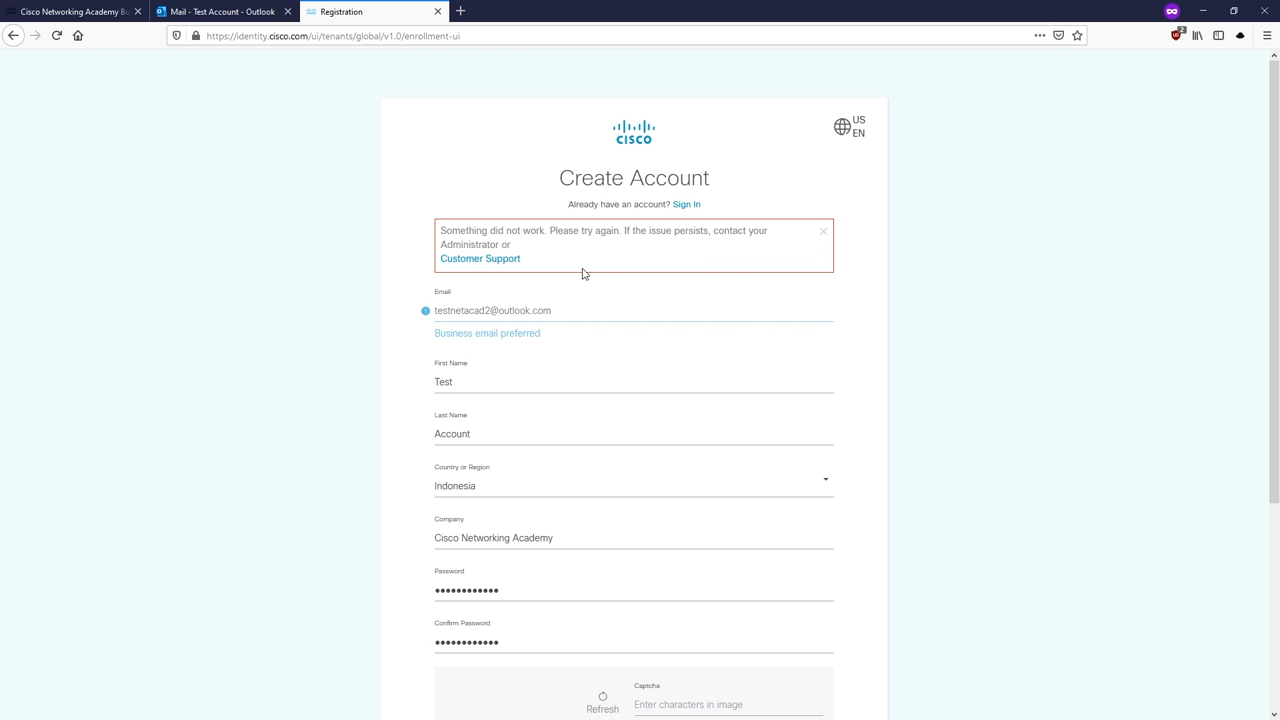 Cisco Networking Academy Bu
Mail - Test Account - Outlook
Registration
https://identity.cisco.com/ui/tenants/global/v1.0/enrollment-ui
2
CISCO
US
EN
Create Account
Already have an account? Sign In
Something did not work. Please try again. If the issue persists, contact your
Administrator or
Customer Support
Email
testnetacad2@outlook.com
Business email preferred
First Name
Test
Last Name
Account
Country or Region
Indonesia
Company
Cisco Networking Academy
Password
••••••••••••
Confirm Password
••••••••••••
Captcha
Enter characters in image
Refresh